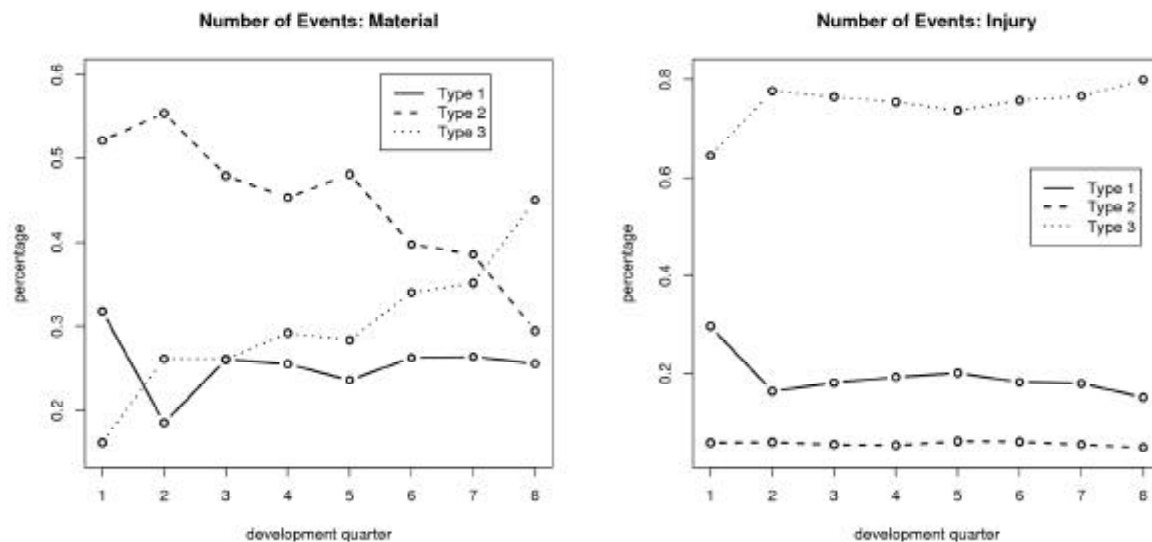 Number of Events: Material
0.6
0.5
0.4
0.3
0.2
percentage
Type 1
Type 2
Type 3
1 2 3 4 5 6 7 8
development quarter
Number of Events: Injury
0.8
0.6
0.4
0.2
percentage
Type 1
Type 2
Type 3
1 2 3 4 5 6 7 8
development quarter